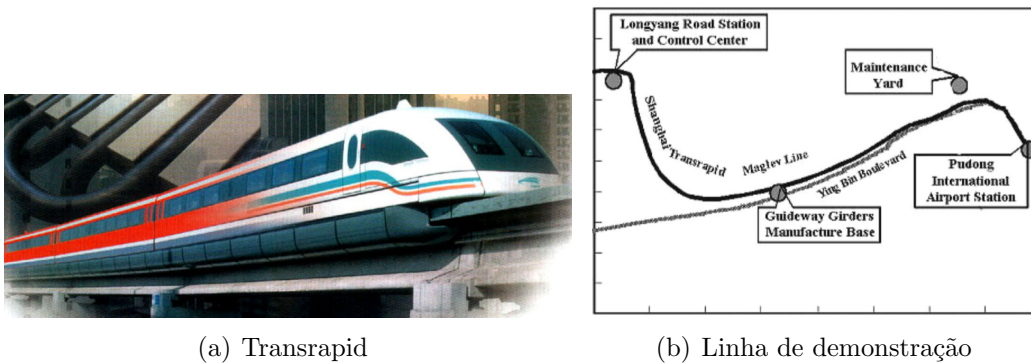 Longyang Road Station
and Control Center
Maintenance
Yard
Shanghai Transrapid Maglev Line
Ying Bin Boulevard
Pudong
International
Airport Station
Guideway Girders
Manufacture Base
(a) Transrapid
(b) Linha de demonstração